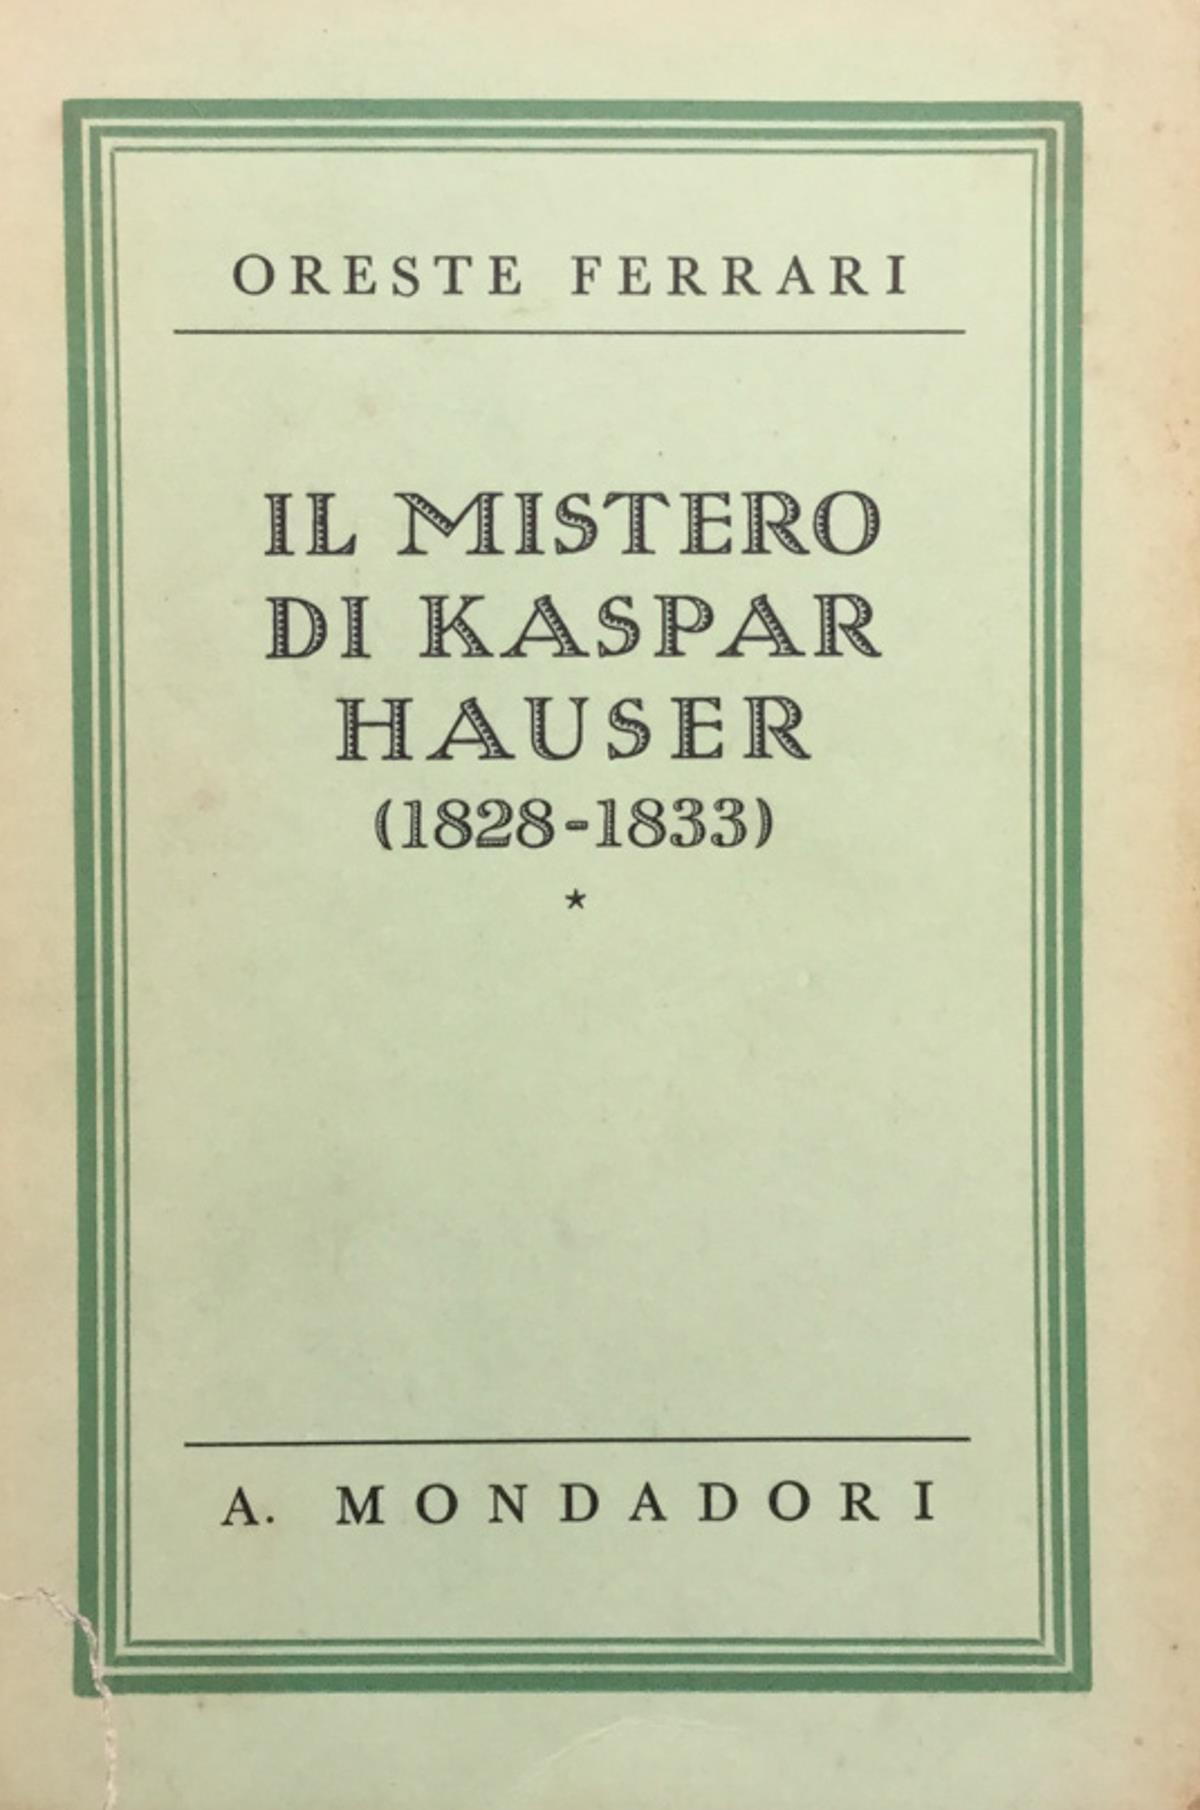 ORESTE FERRARI
IL MISTERO
DI KASPAR
HAUSER
(1828-1833)
*
A. MONDADORI